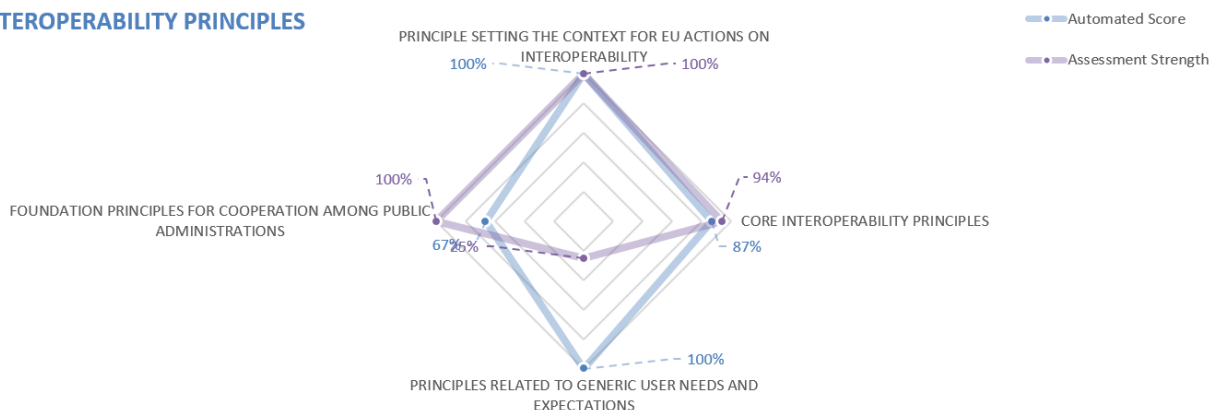 TEROPERABILITY PRINCIPLES
Automated Score
Assessment Strength
PRINCIPLE SETTING THE CONTEXT FOR EU ACTIONS ON
INTEROPERABILITY
100%
100%
100%
94%
FOUNDATION PRINCIPLES FOR COOPERATION AMONG PUBLIC
ADMINISTRATIONS
CORE INTEROPERABILITY PRINCIPLES
67%
25%
87%
100%
PRINCIPLES RELATED TO GENERIC USER NEEDS AND
EXPECTATIONS